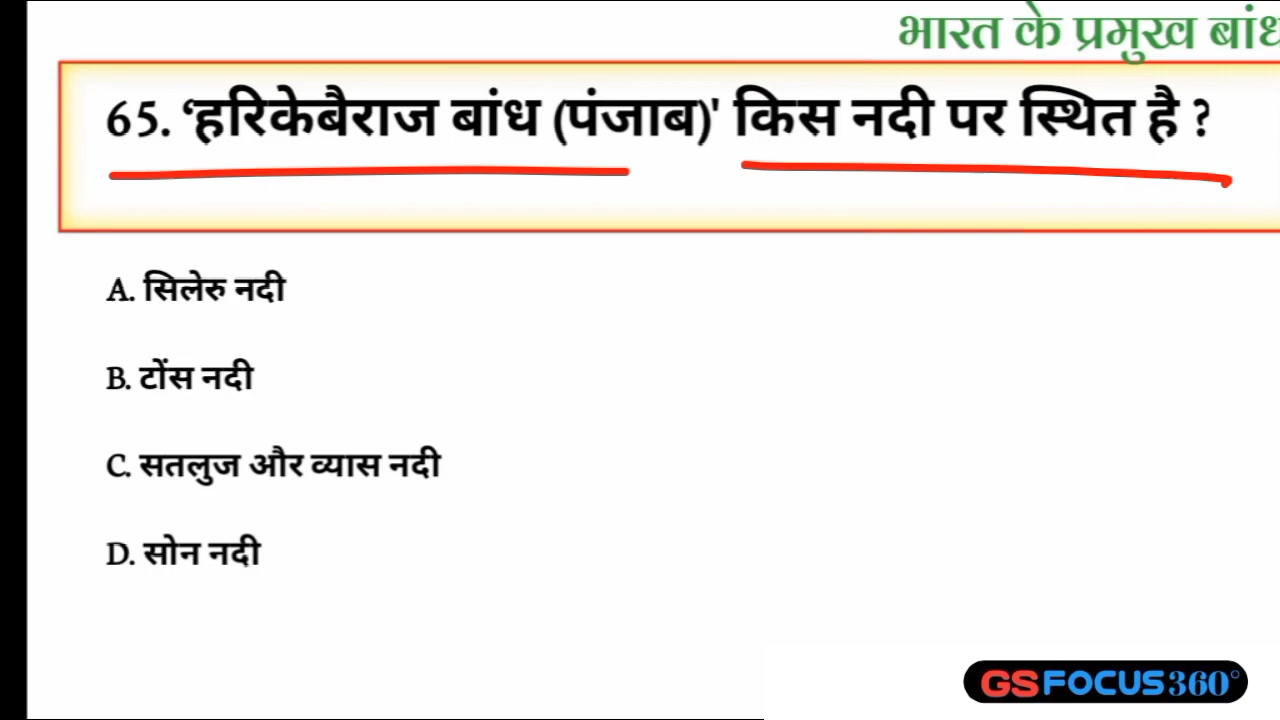 भारत के प्रमुख बांध
65. ‘हरिकेबैराज बांध (पंजाब)' किस नदी पर स्थित है ?
A. सिलेरु नदी
B. टोंस नदी
C. सतलुज और व्यास नदी
D. सोन नदी
GSFOCUS360°